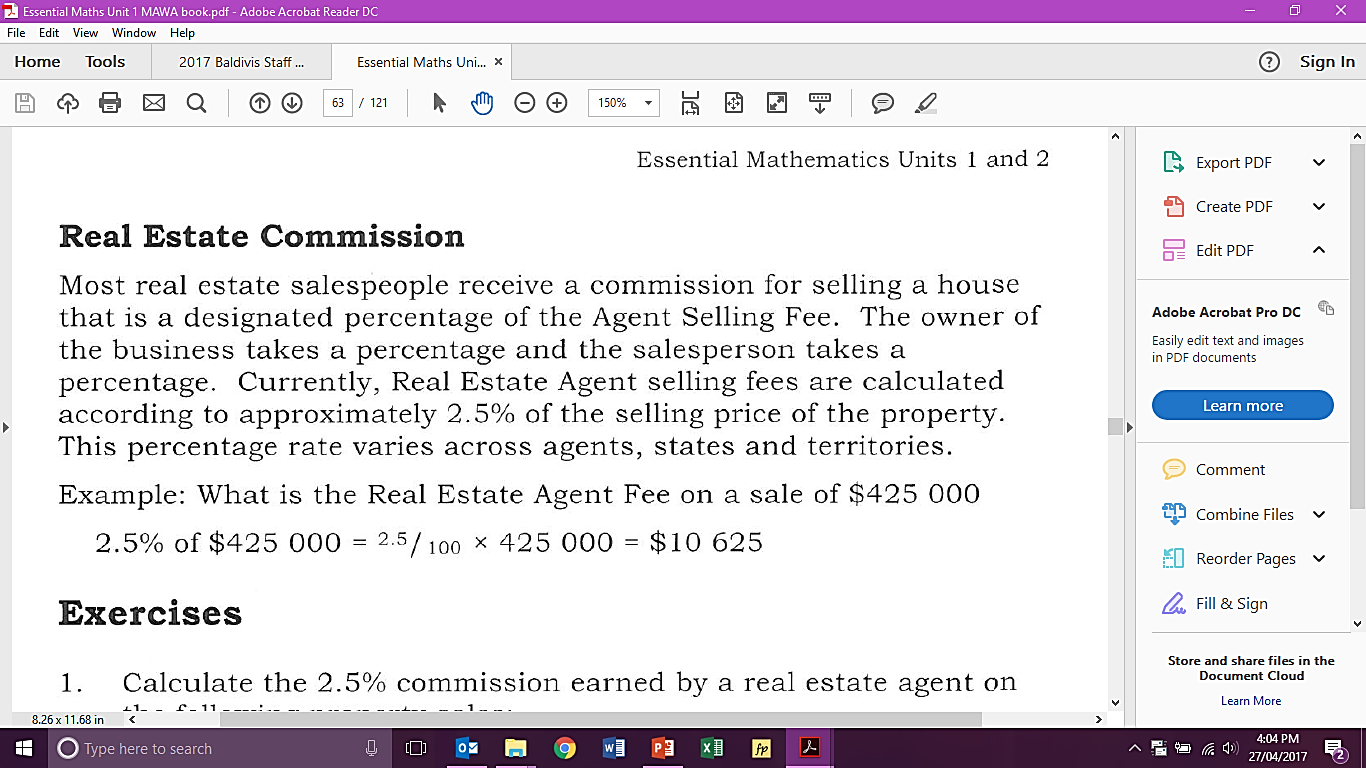 Essential Maths Unit 1 MAWA book.pdf - Adobe Acrobat Reader DC
File Edit View Window Help
Home Tools 2017 Baldivis Staff ... Essential Maths Uni... × ? Sign In
63 / 121 150%
Essential Mathematics Units 1 and 2
Real Estate Commission
Most real estate salespeople receive a commission for selling a house
that is a designated percentage of the Agent Selling Fee. The owner of
the business takes a percentage and the salesperson takes a
percentage. Currently, Real Estate Agent selling fees are calculated
according to approximately 2.5% of the selling price of the property.
This percentage rate varies across agents, states and territories.
Example: What is the Real Estate Agent Fee on a sale of $425 000
2.5% of $425 000 = 2.5/100 × 425 000 = $10 625
Exercises
1. Calculate the 2.5% commission earned by a real estate agent on
8.26 x 11.68 in
Export PDF
Create PDF
Edit PDF
Adobe Acrobat Pro DC
Easily edit text and images
in PDF documents
Learn more
Comment
Combine Files
Reorder Pages
Fill & Sign
Store and share files in the
Document Cloud
Learn More
Type here to search
4:04 PM
27/04/2017
2